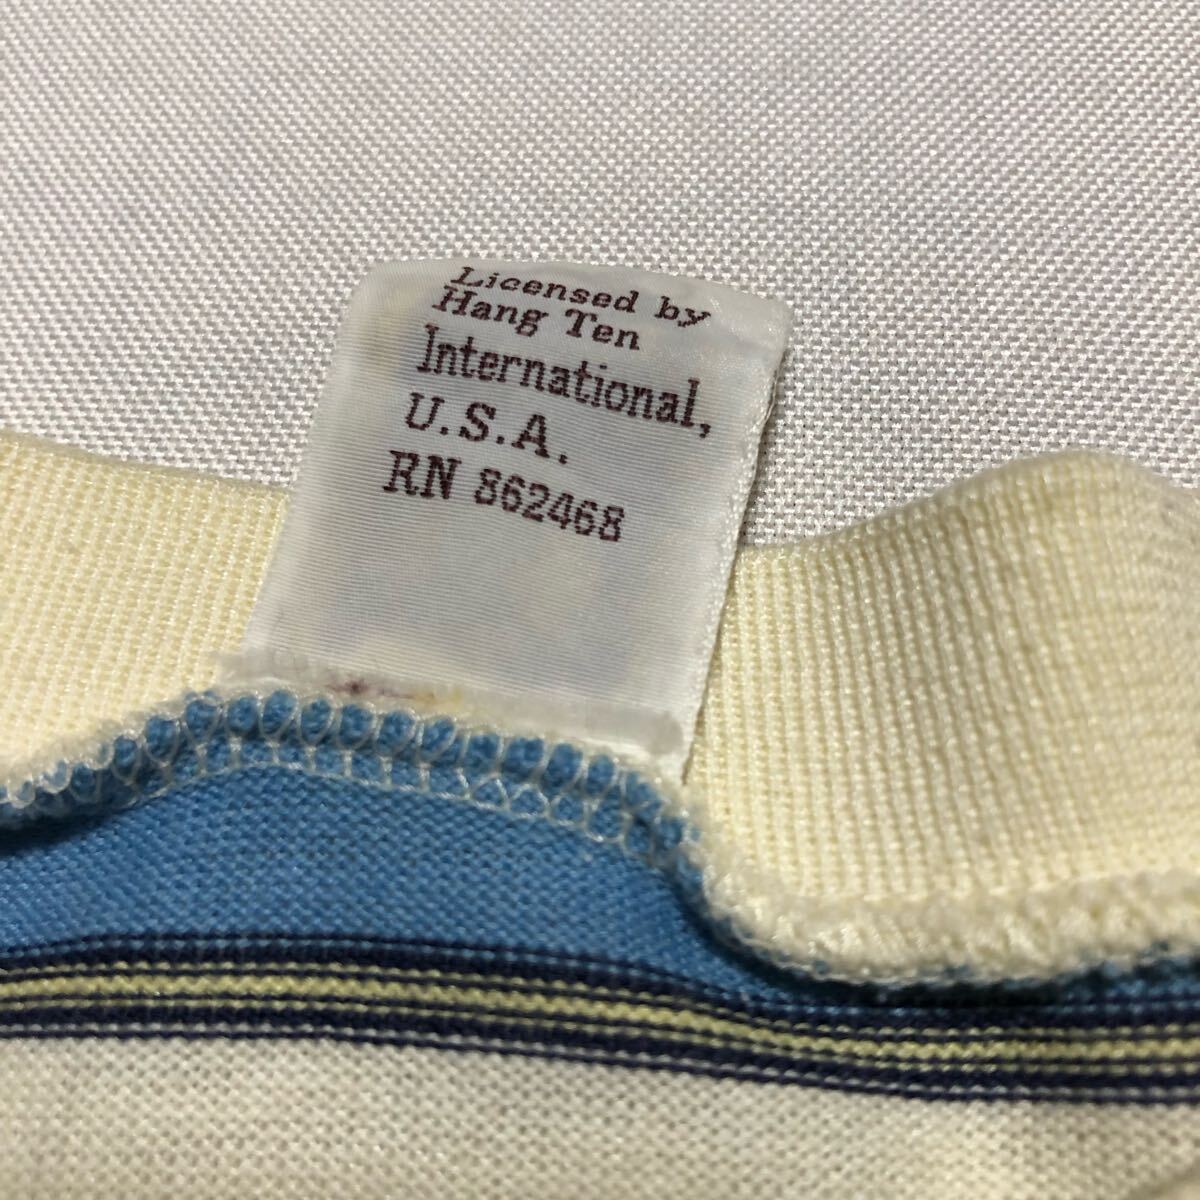 Licensed by
Hang Ten
International,
U.S.A.
RN 862468